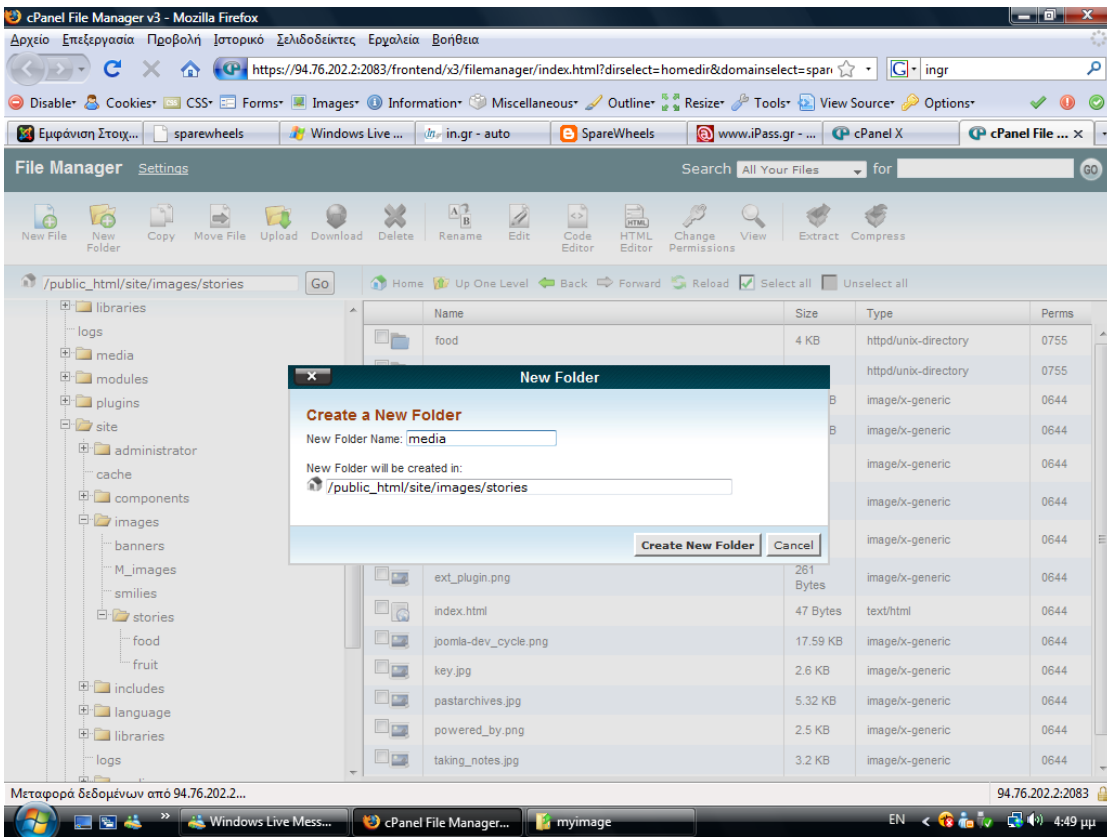 cPanel File Manager v3 - Mozilla Firefox
Αρχείο Επεξεργασία Προβολή Ιστορικό Σελιδοδείκτες Εργαλεία Βοήθεια
https://94.76.202.2:2083/frontend/x3/filemanager/index.html?dirselect=homedir&domainselect=spar ingr
Disable Cookies CSS Forms Images Information Miscellaneous Outline Resize Tools View Source Options
Εμφάνιση Στοιχ... sparewheels Windows Live ... in.gr - auto SpareWheels www.iPass.gr - ... cPanel X cPanel File ...
File Manager Settings Search All Your Files for GO
New File New Folder Copy Move File Upload Download Delete Rename Edit Code Editor HTML Editor Change Permissions View Extract Compress
/public_html/site/images/stories Go Home Up One Level Back Forward Reload Select all Unselect all
libraries
logs
media
modules
plugins
site
administrator
cache
components
images
banners
M_images
smilies
stories
food
fruit
includes
language
libraries
logs
Name Size Type Perms
food 4 KB httpd/unix-directory 0755
httpd/unix-directory 0755
B image/x-generic 0644
B image/x-generic 0644
image/x-generic 0644
image/x-generic 0644
image/x-generic 0644
ext_plugin.png 261 Bytes image/x-generic 0644
index.html 47 Bytes text/html 0644
joomla-dev_cycle.png 17.59 KB image/x-generic 0644
key.jpg 2.6 KB image/x-generic 0644
pastarchives.jpg 5.32 KB image/x-generic 0644
powered_by.png 2.5 KB image/x-generic 0644
taking_notes.jpg 3.2 KB image/x-generic 0644
New Folder
Create a New Folder
New Folder Name: media
New Folder will be created in:
/public_html/site/images/stories
Create New Folder Cancel
Μεταφορά δεδομένων από 94.76.202.2... 94.76.202.2:2083
Windows Live Mess... cPanel File Manager... myimage EN 4:49 μμ